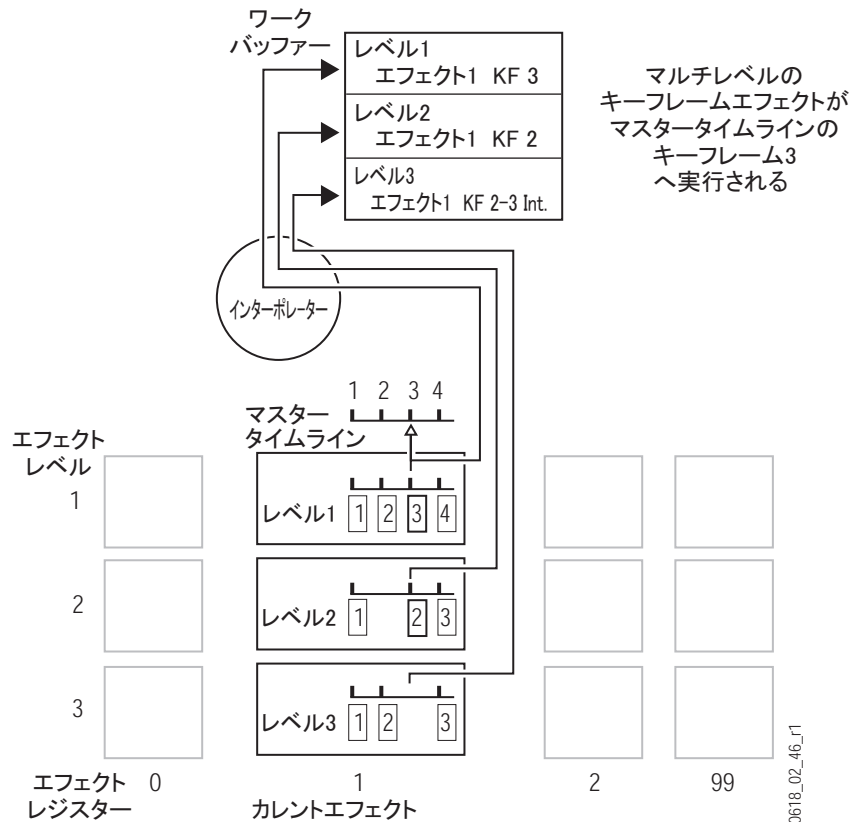 ワーク
バッファー
レベル1
エフェクト1 KF 3
レベル2
エフェクト1 KF 2
レベル3
エフェクト1 KF 2-3 Int.
マルチレベルの
キーフレームエフェクトが
マスタータイムラインの
キーフレーム3
へ実行される
インターポレーター
1 2 3 4
マスター
タイムライン
エフェクト
レベル
1
レベル1 1 2 3 4
2
レベル2 1 2 3
3
レベル3 1 2 3
エフェクト
レジスター
0
1
カレントエフェクト
2
99
0618_02_46_r1